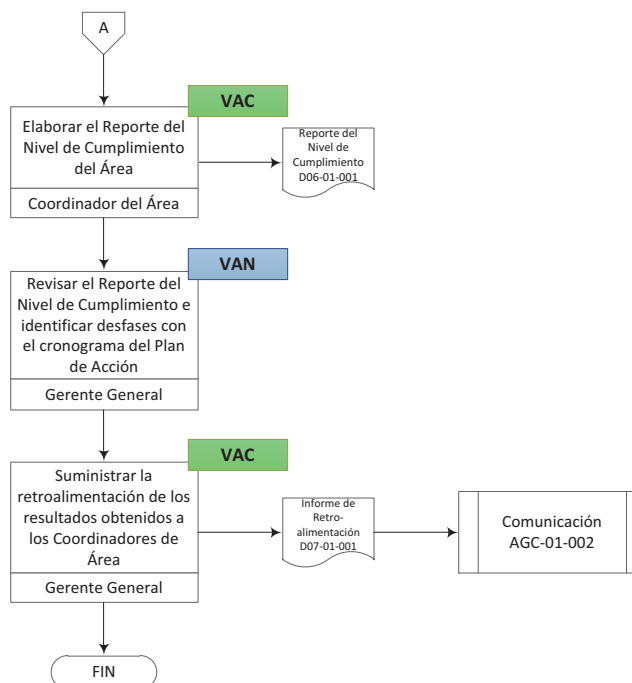 A
VAC
Elaborar el Reporte del
Nivel de Cumplimiento
del Área
Coordinador del Área
Reporte del
Nivel de
Cumplimiento
D06-01-001
VAN
Revisar el Reporte del
Nivel de Cumplimiento e
identificar desfases con
el cronograma del Plan
de Acción
Gerente General
VAC
Suministrar la
retroalimentación de los
resultados obtenidos a
los Coordinadores de
Área
Gerente General
Informe de
Retro-
alimentación
D07-01-001
Comunicación
AGC-01-002
FIN